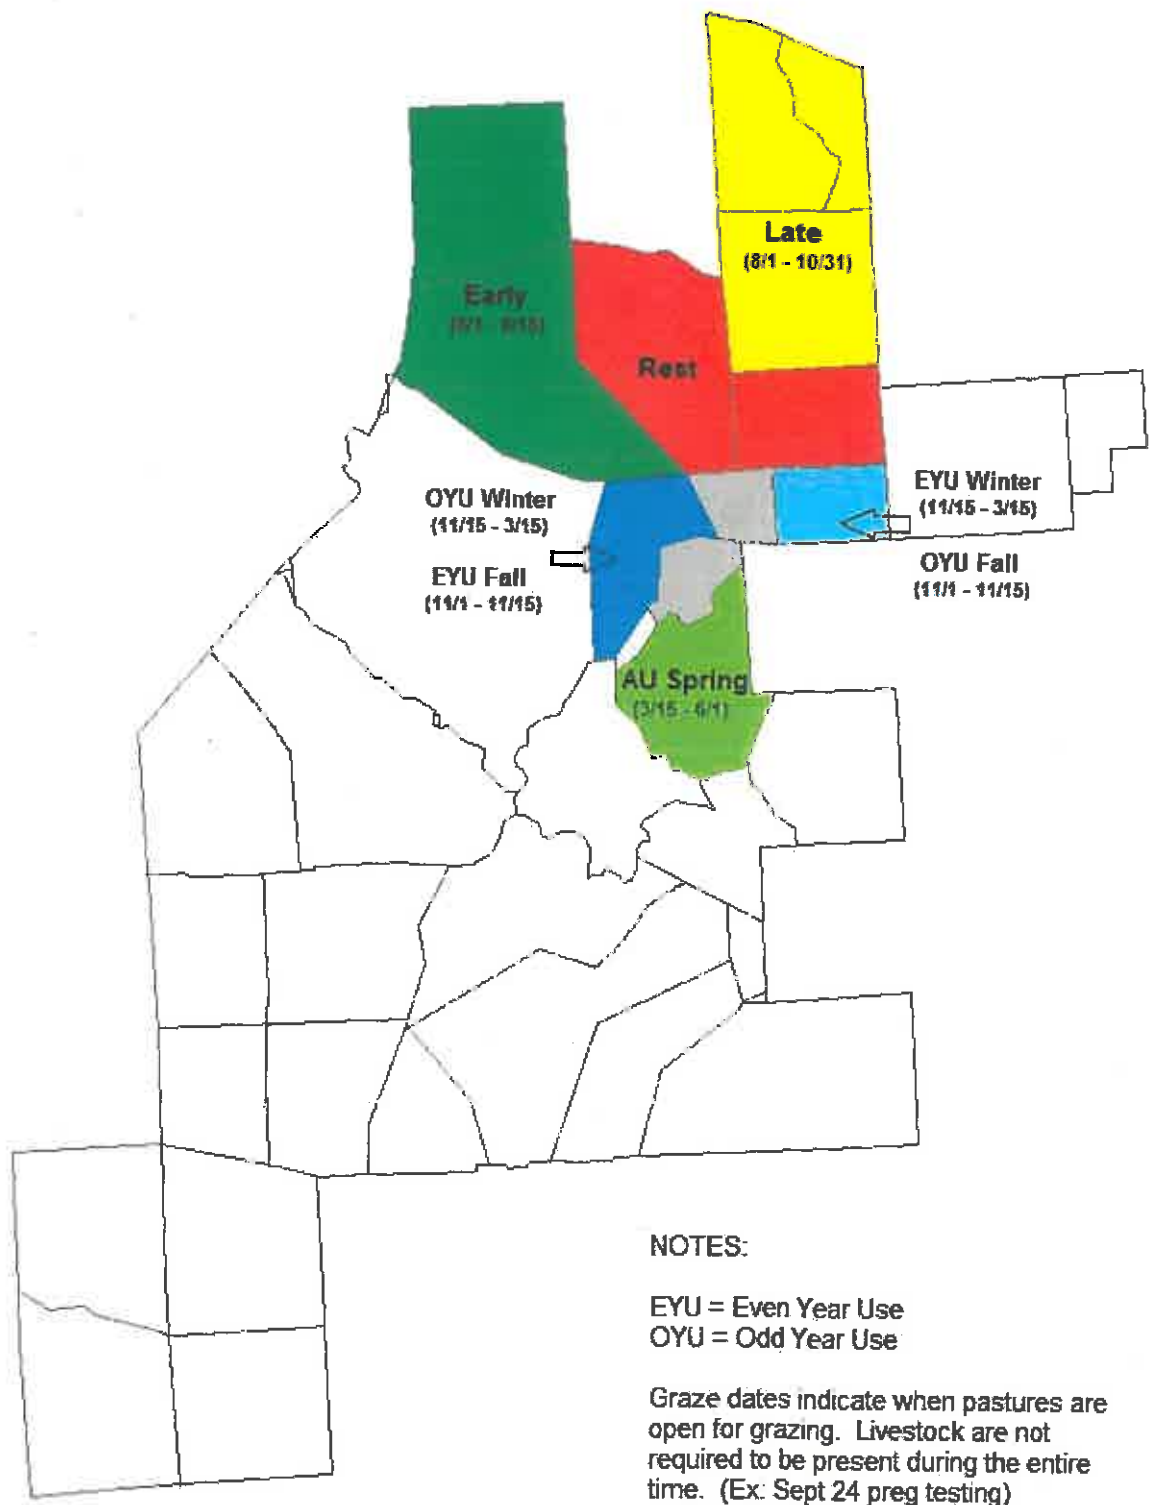 Late
(8/1 - 10/31)
Early
Rest
OYU Winter
(11/15 - 3/15)
EYU Fall
(11/1 - 11/15)
EYU Winter
(11/15 - 3/15)
OYU Fall
(11/1 - 11/15)
AU Spring
(3/15 - 6/1)
NOTES:
EYU = Even Year Use
OYU = Odd Year Use
Graze dates indicate when pastures are
open for grazing. Livestock are not
required to be present during the entire
time. (Ex: Sept 24 preg testing)